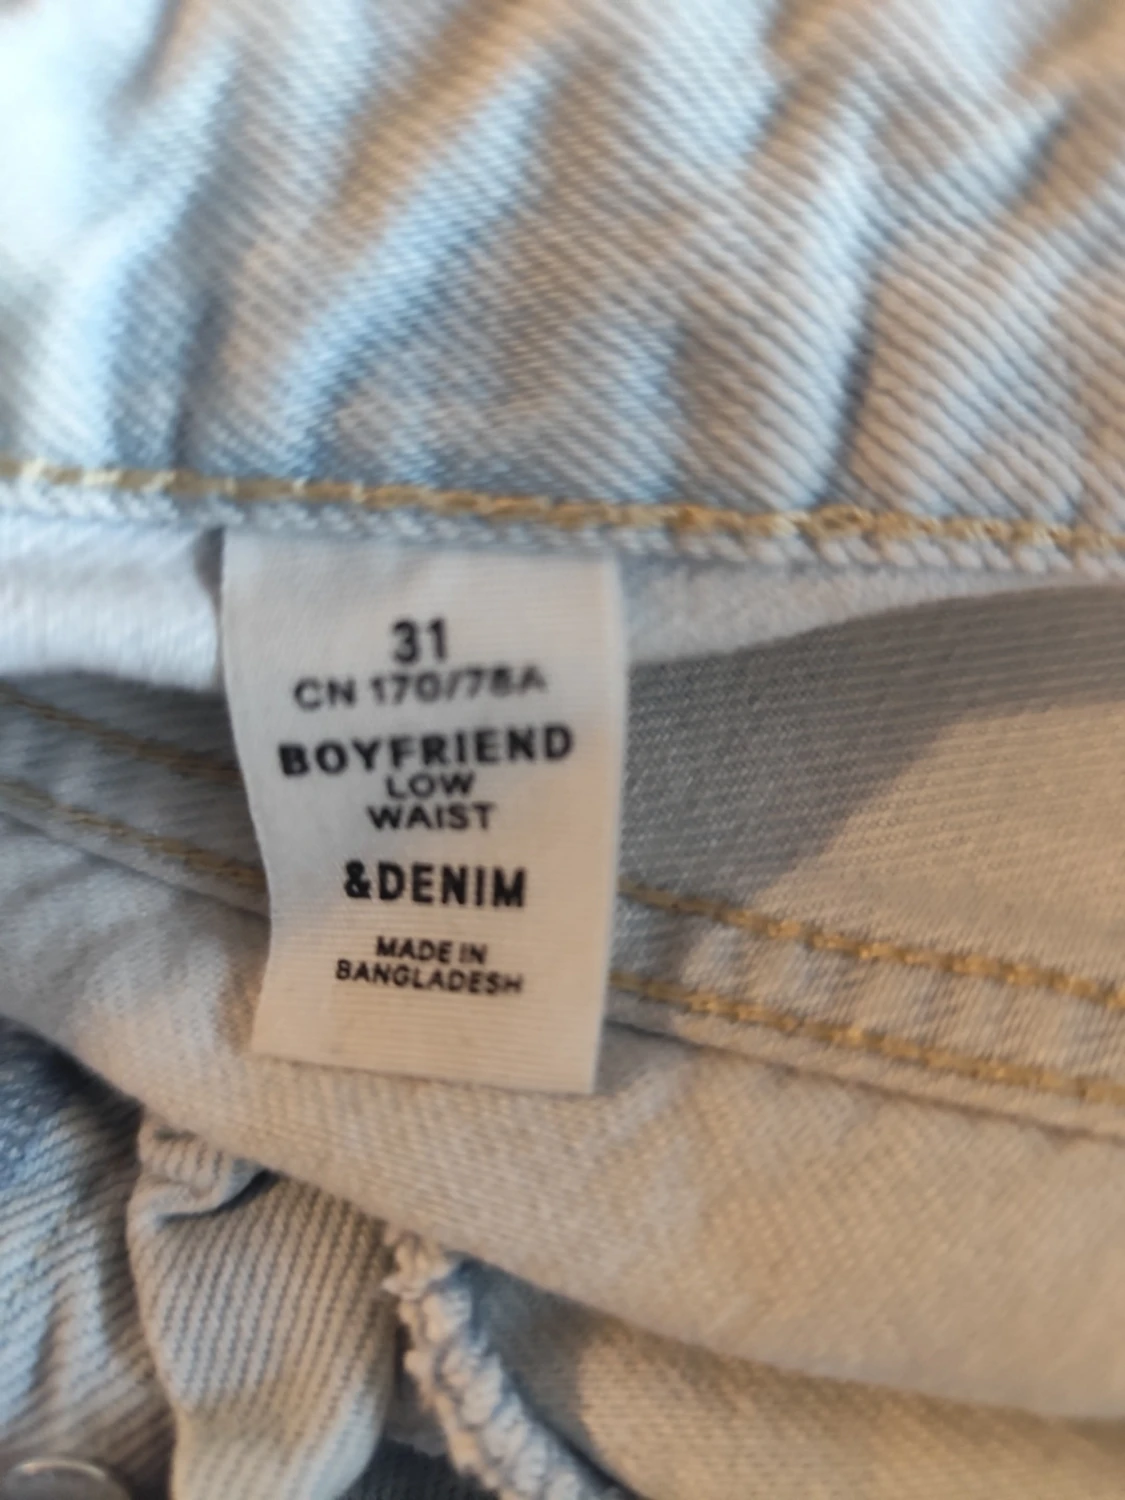 31
CN 170/78A
BOYFRIEND
LOW
WAIST
&DENIM
MADE IN
BANGLADESH